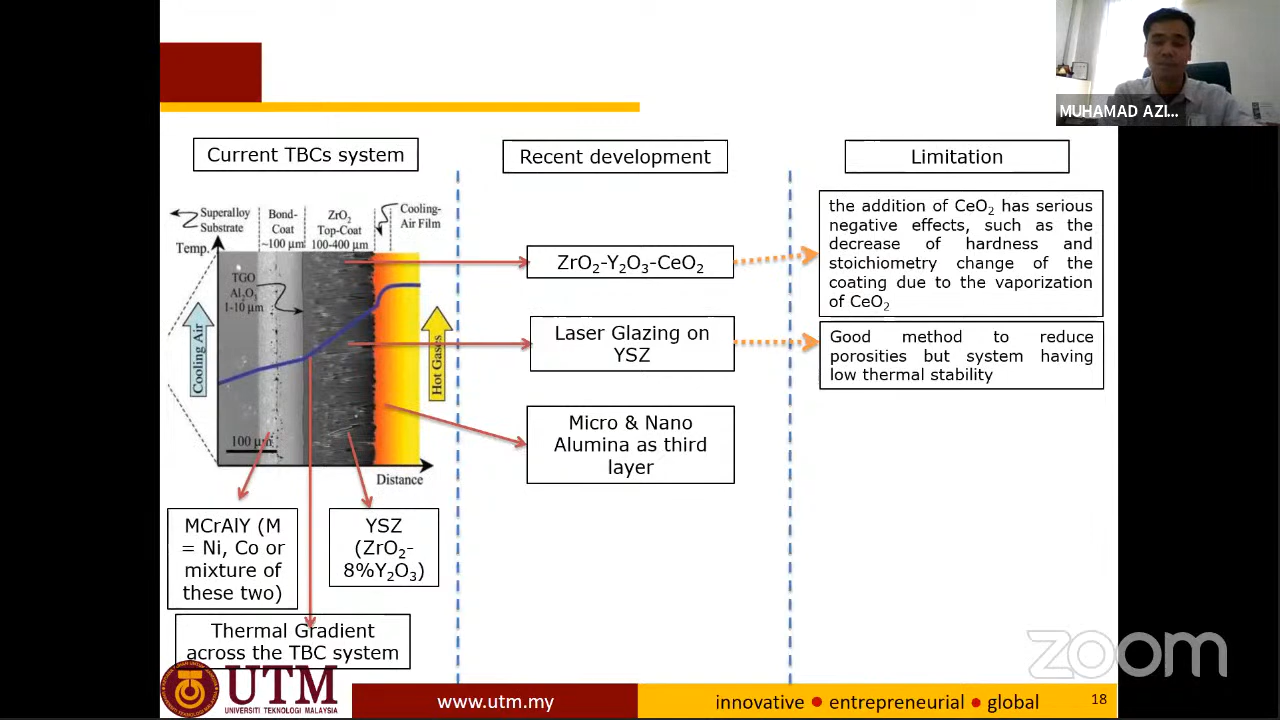 MUHAMAD AZI...
Current TBCs system
Recent development
Limitation
Superalloy
Substrate
Bond-
Coat
~100 μm
ZrO₂
Top-Coat
100-400 μm
Cooling-
Air Film
Temp.
TGO
Al₂O₃
1-10 μm
Cooling Air
Hot Gases
100 μm
Distance
MCrAlY (M
= Ni, Co or
mixture of
these two)
YSZ
(ZrO₂-
8%Y₂O₃)
Thermal Gradient
across the TBC system
ZrO₂-Y₂O₃-CeO₂
Laser Glazing on
YSZ
Micro & Nano
Alumina as third
layer
the addition of CeO₂ has serious
negative effects, such as the
decrease of hardness and
stoichiometry change of the
coating due to the vaporization
of CeO₂
Good method to reduce
porosities but system having
low thermal stability
zoom
UTM
UNIVERSITI TEKNOLOGI MALAYSIA
www.utm.my
innovative ● entrepreneurial ● global
18